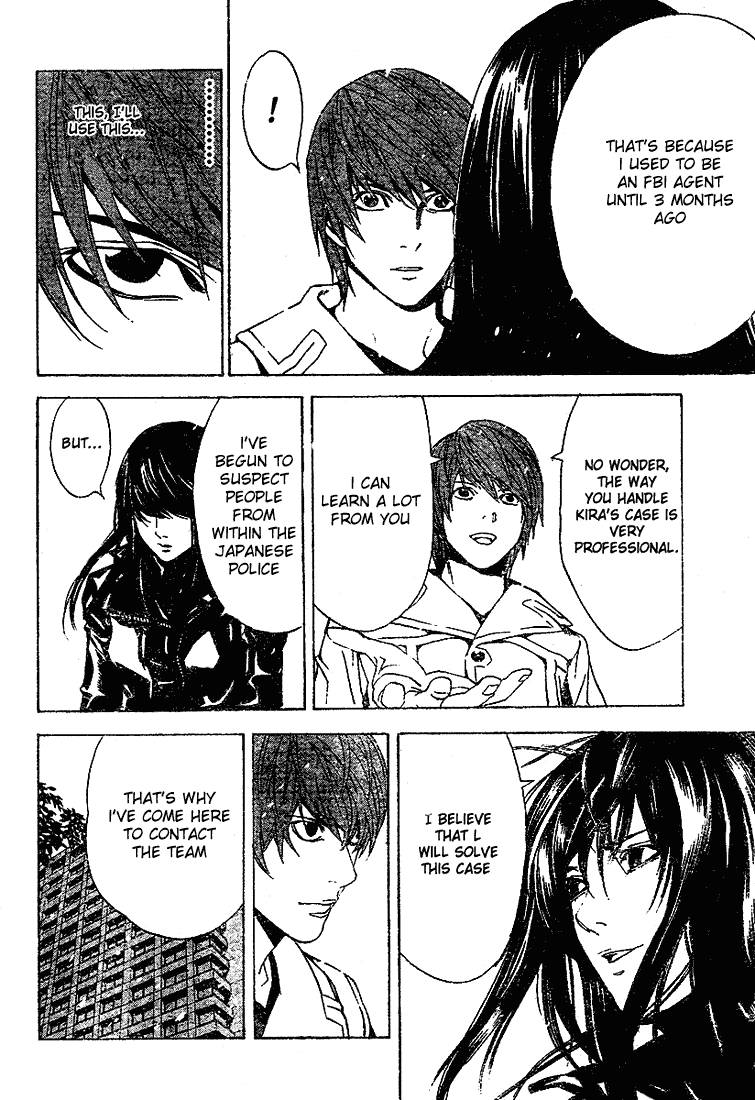 THAT'S BECAUSE
I USED TO BE
AN FBI AGENT
UNTIL 3 MONTHS
AGO
!
THIS, I'LL
USE THIS...
NO WONDER,
THE WAY
YOU HANDLE
KIRA'S CASE IS
VERY
PROFESSIONAL.
I CAN
LEARN A LOT
FROM YOU
I'VE
BEGUN TO
SUSPECT
PEOPLE
FROM
WITHIN THE
JAPANESE
POLICE
BUT...
I BELIEVE
THAT L
WILL SOLVE
THIS CASE
THAT'S WHY
I'VE COME HERE
TO CONTACT
THE TEAM